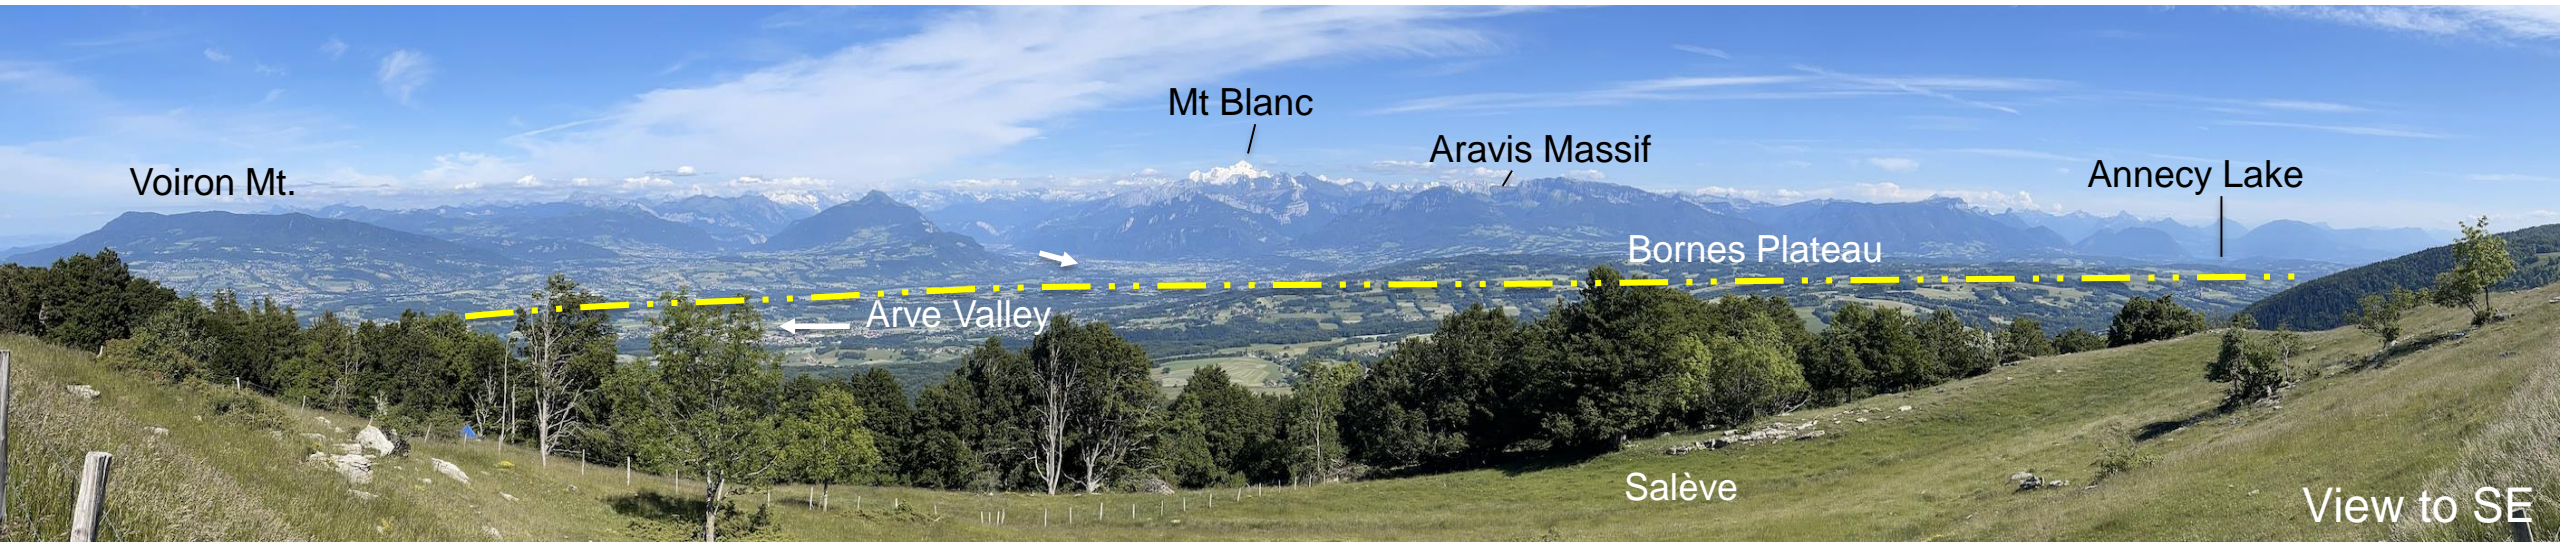 Mt Blanc
Aravis Massif
Voiron Mt.
Annecy Lake
Bornes Plateau
Arve Valley
Salève
View to SE